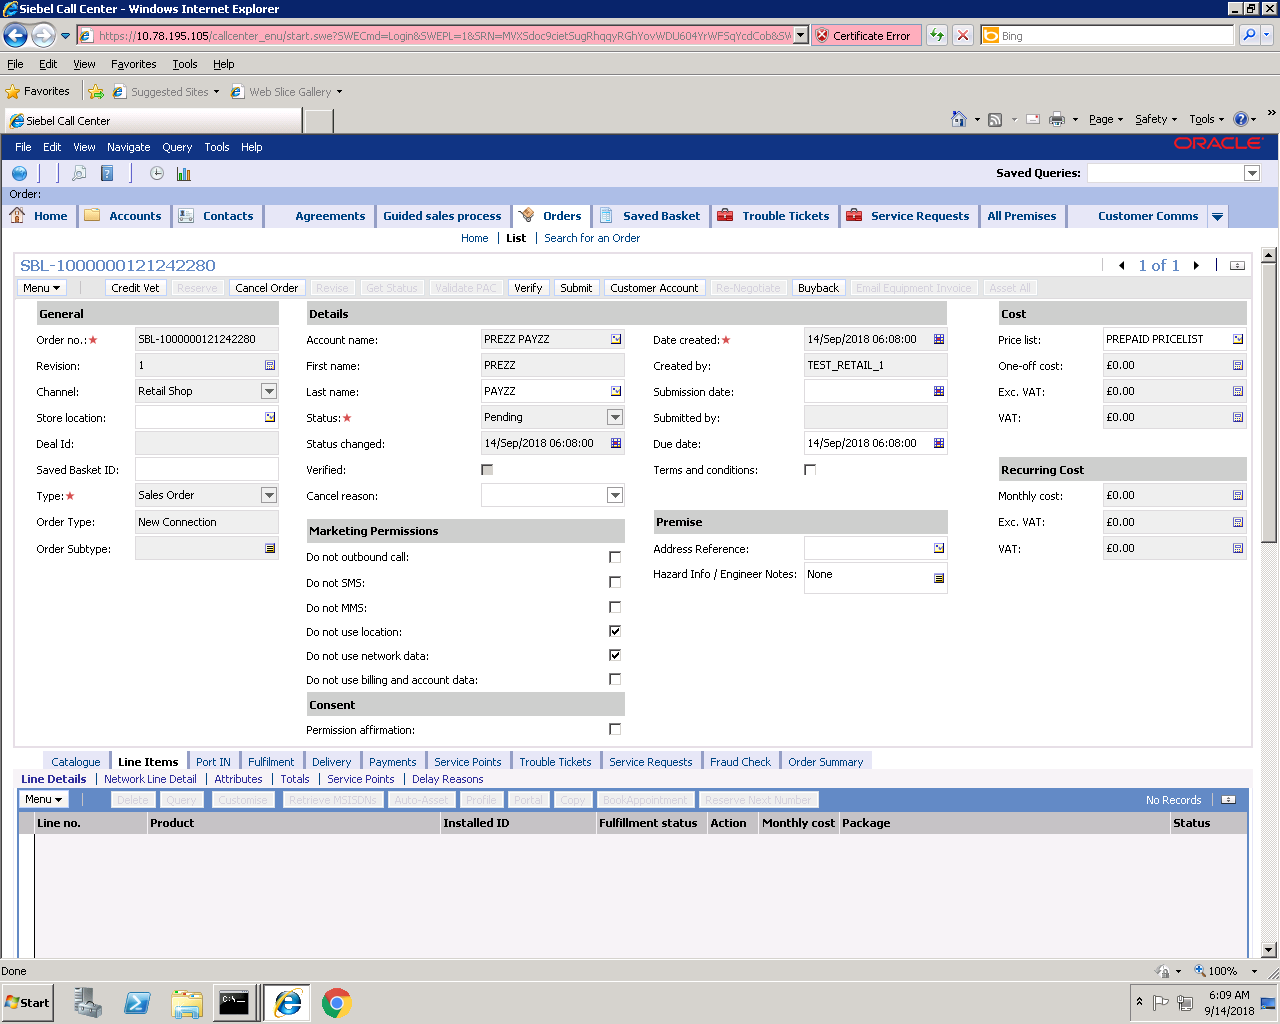 Siebel Call Center - Windows Internet Explorer
https://10.78.195.105/callcenter_enu/start.swe?SWECmd=Login&SWEPL=1&SRN=
Certificate Error
Bing
File Edit View Favorites Tools Help
Favorites Suggested Sites Web Slice Gallery
Siebel Call Center
Page Safety Tools
File Edit View Navigate Query Tools Help
ORACLE
Saved Queries:
Order:
Home Accounts Contacts Agreements Guided sales process Orders Saved Basket Trouble Tickets Service Requests All Premises Customer Comms
Home | List | Search for an Order
SBL-1000000121242280
1 of 1
Menu Credit Vet Reserve Cancel Order Revise Get Status Validate PAC Verify Submit Customer Account Re-Negotiate Buyback Email Equipment Invoice Asset All
General
Order no.:★ SBL-1000000121242280
Revision: 1
Channel: Retail Shop
Store location:
Deal Id:
Saved Basket ID:
Type:★ Sales Order
Order Type: New Connection
Order Subtype:
Details
Account name: PREZZ PAYZZ
First name: PREZZ
Last name: PAYZZ
Status:★ Pending
Status changed: 14/Sep/2018 06:08:00
Verified:
Cancel reason:
Marketing Permissions
Do not outbound call:
Do not SMS:
Do not MMS:
Do not use location:
Do not use network data:
Do not use billing and account data:
Consent
Permission affirmation:
Date created:★ 14/Sep/2018 06:08:00
Created by: TEST_RETAIL_1
Submission date:
Submitted by:
Due date: 14/Sep/2018 06:08:00
Terms and conditions:
Premise
Address Reference:
Hazard Info / Engineer Notes: None
Cost
Price list: PREPAID PRICELIST
One-off cost: £0.00
Exc. VAT: £0.00
VAT: £0.00
Recurring Cost
Monthly cost: £0.00
Exc. VAT: £0.00
VAT: £0.00
Catalogue Line Items Port IN Fulfilment Delivery Payments Service Points Trouble Tickets Service Requests Fraud Check Order Summary
Line Details | Network Line Detail | Attributes | Totals | Service Points | Delay Reasons
Menu Delete Query Customise Retrieve MSISDNs Auto-Asset Profile Portal Copy BookAppointment Reserve Next Number No Records
Line no. Product Installed ID Fulfillment status Action Monthly cost Package Status
Done
100%
Start
6:09 AM
9/14/2018